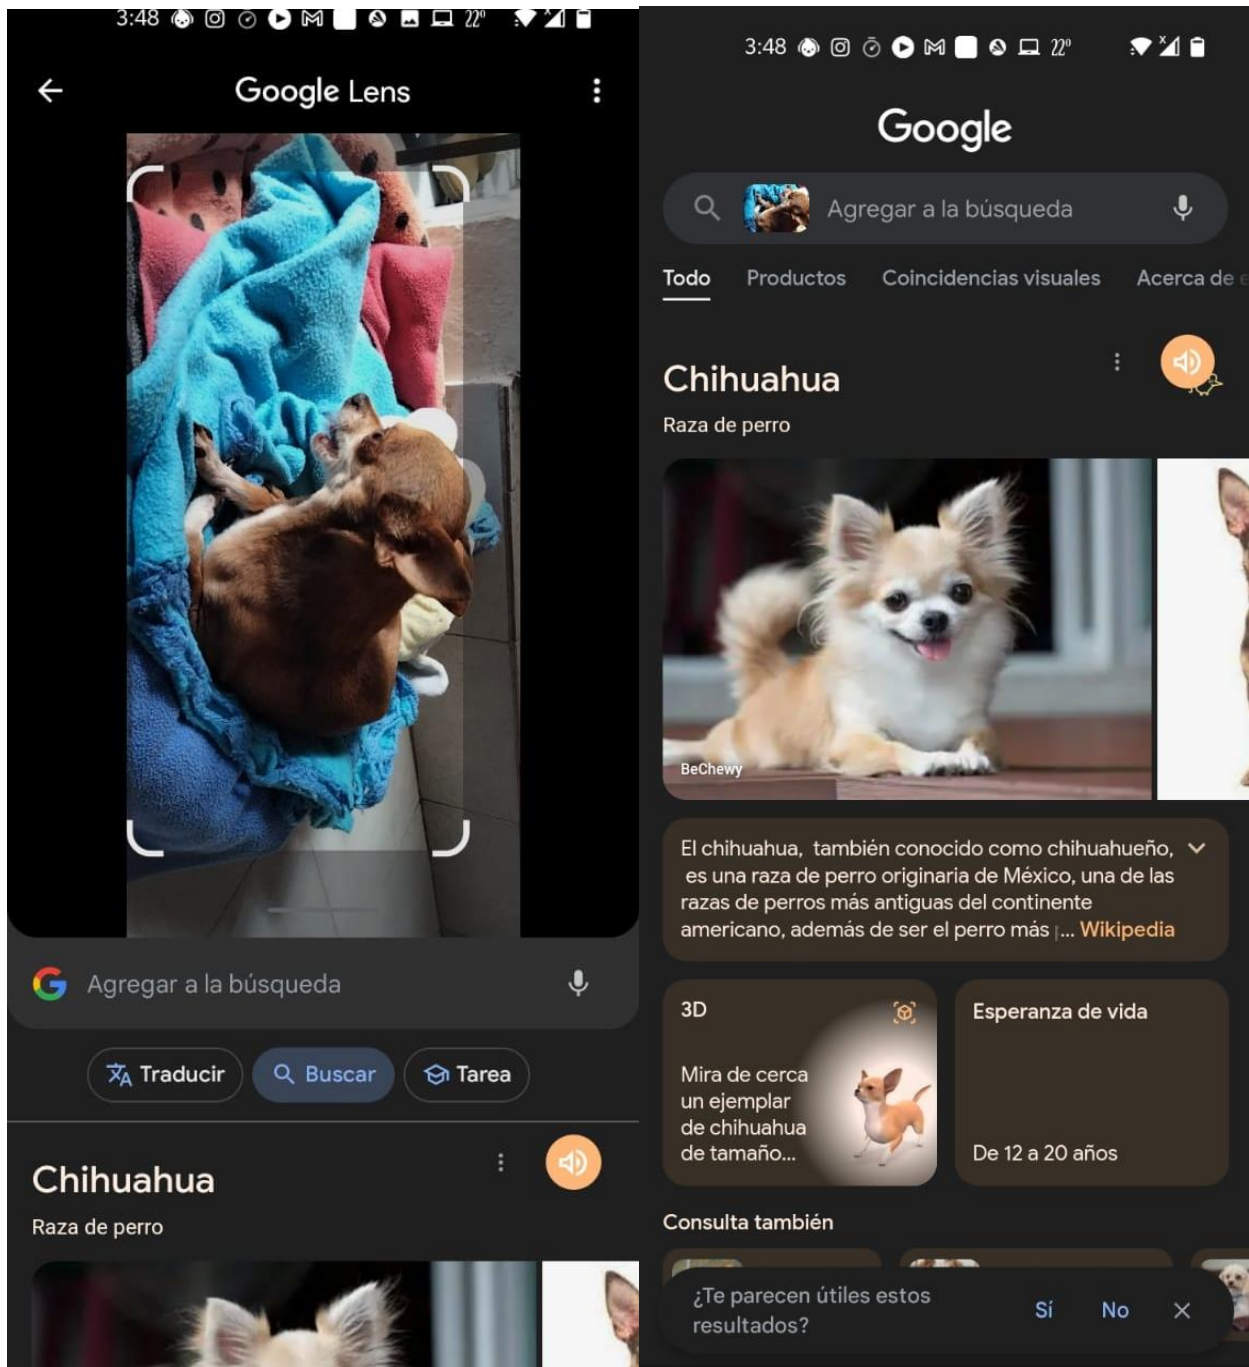 3:48 22°
Google Lens
Agregar a la búsqueda
Traducir
Buscar
Tarea
Chihuahua
Raza de perro
3:48 22°
Google
Agregar a la búsqueda
Todo Productos Coincidencias visuales Acerca de
Chihuahua
Raza de perro
BeChewy
El chihuahua, también conocido como chihuahueño,
es una raza de perro originaria de México, una de las
razas de perros más antiguas del continente
americano, además de ser el perro más ... Wikipedia
3D
Mira de cerca
un ejemplar
de chihuahua
de tamaño...
Esperanza de vida
De 12 a 20 años
Consulta también
¿Te parecen útiles estos
resultados?
Sí No